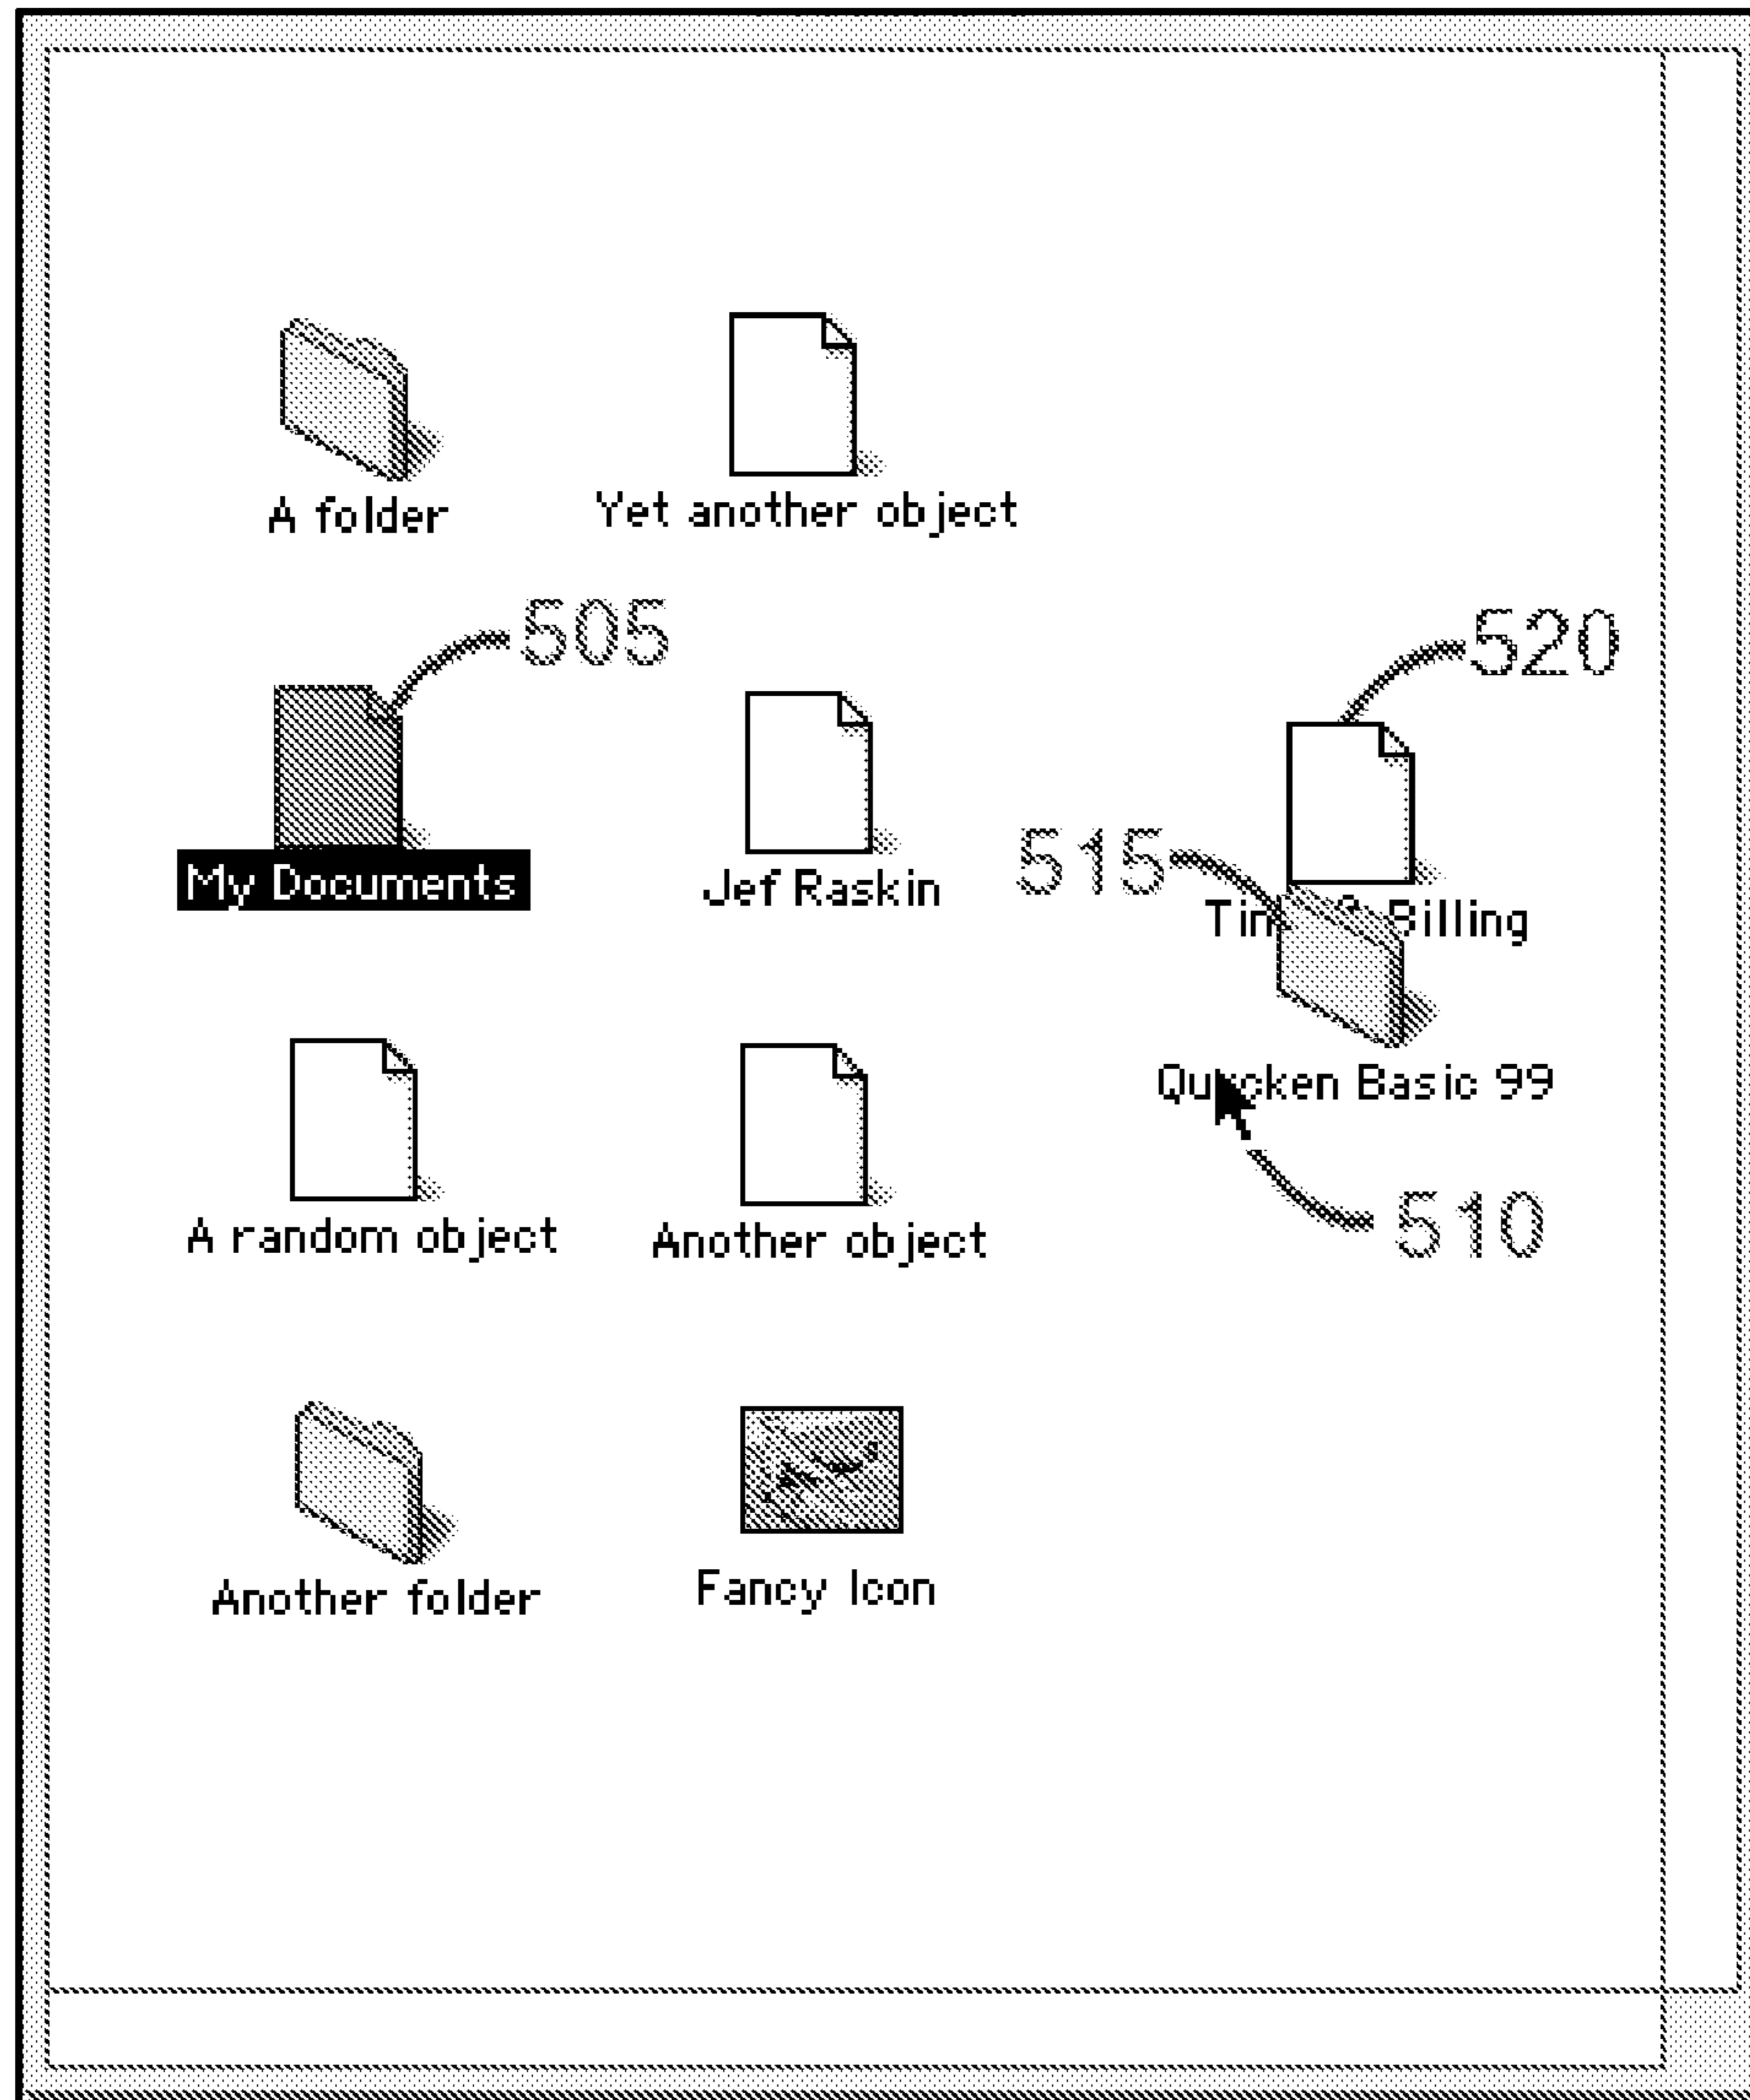 A folder
Yet another object
505
520
My Documents
Jef Raskin
515
Billing
Quicken Basic 99
A random object
Another object
510
Another folder
Fancy Icon